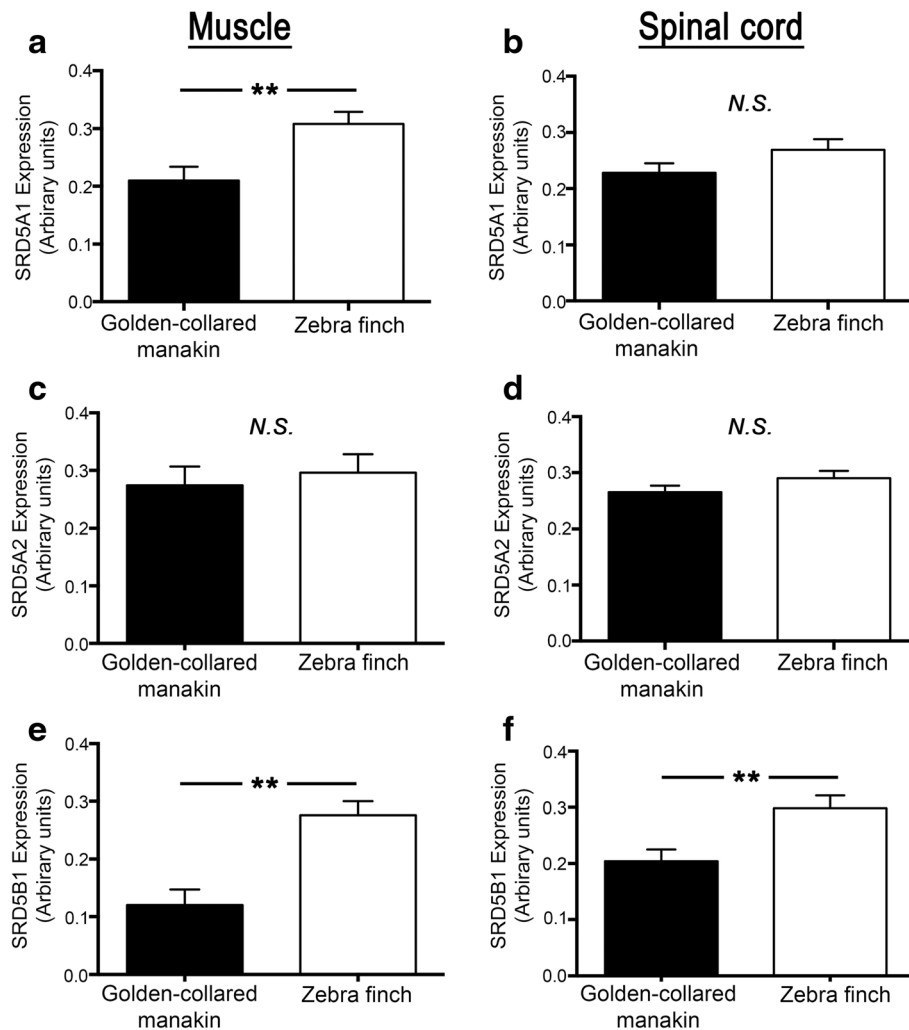 Muscle
Spinal cord
a
**
SRD5A1 Expression
(Arbirary units)
0.4
0.3
0.2
0.1
0.0
Golden-collared
manakin
Zebra finch
b
N.S.
SRD5A1 Expression
(Arbirary units)
0.4
0.3
0.2
0.1
0.0
Golden-collared
manakin
Zebra finch
c
N.S.
SRD5A2 Expression
(Arbirary units)
0.4
0.3
0.2
0.1
0.0
Golden-collared
manakin
Zebra finch
d
N.S.
SRD5A2 Expression
(Arbirary units)
0.4
0.3
0.2
0.1
0.0
Golden-collared
manakin
Zebra finch
e
**
SRD5B1 Expression
(Arbirary units)
0.4
0.3
0.2
0.1
0.0
Golden-collared
manakin
Zebra finch
f
**
SRD5B1 Expression
(Arbirary units)
0.4
0.3
0.2
0.1
0.0
Golden-collared
manakin
Zebra finch